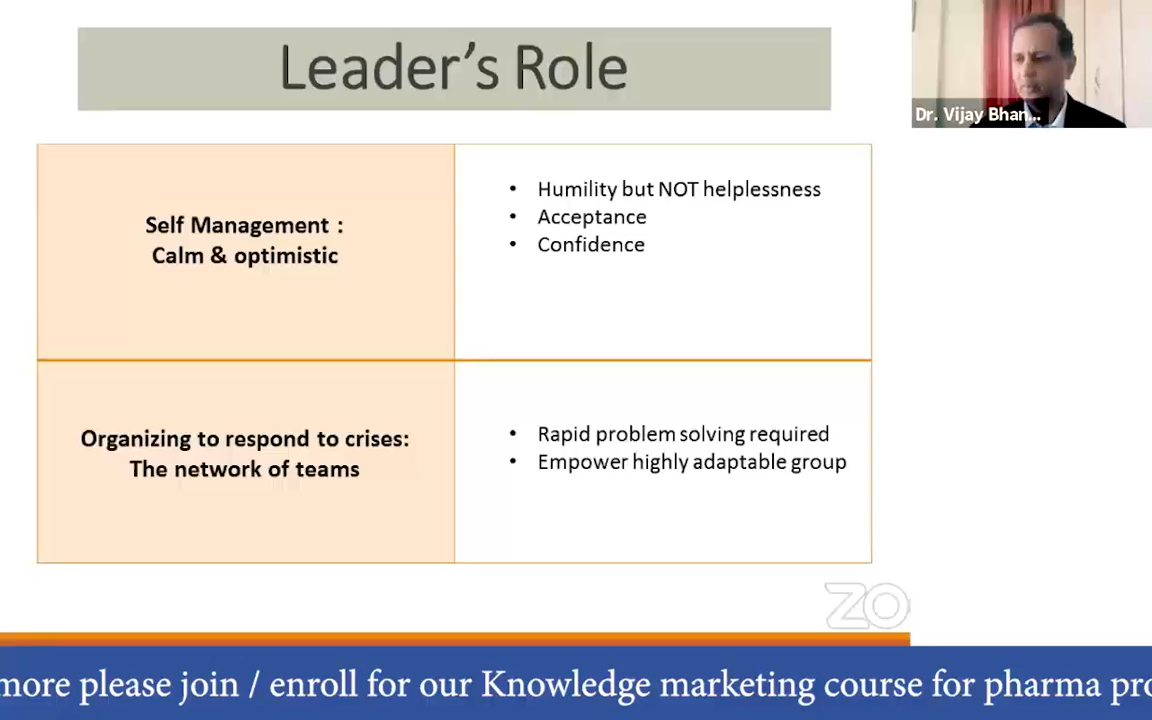 Leader's Role
Dr. Vijay Bhan...
Self Management :
Calm & optimistic
• Humility but NOT helplessness
• Acceptance
• Confidence
Organizing to respond to crises:
The network of teams
• Rapid problem solving required
• Empower highly adaptable group
ZO
more please join / enroll for our Knowledge marketing course for pharma